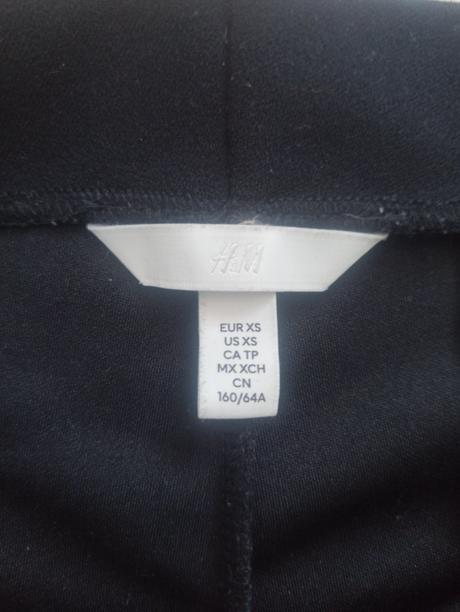 H&M
EUR XS
US XS
CA TP
MX XCH
CN
160/64A